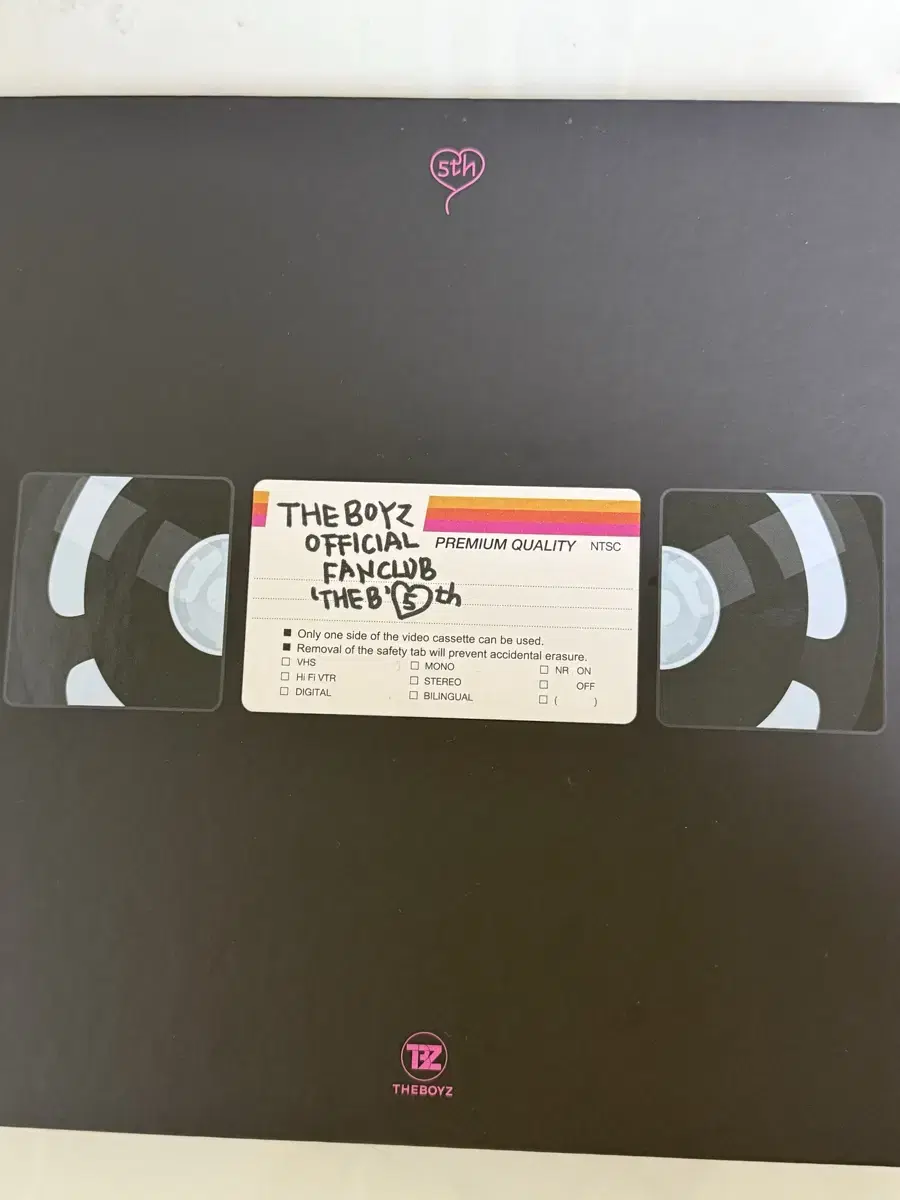 5th
THE BOYZ
OFFICIAL
FANCLUB
'THE B' 5th
PREMIUM QUALITY NTSC
■ Only one side of the video cassette can be used.
■ Removal of the safety tab will prevent accidental erasure.
□ VHS □ MONO □ NR ON
□ Hi Fi VTR □ STEREO □ OFF
□ DIGITAL □ BILINGUAL □ ( )
TBZ
THEBOYZ